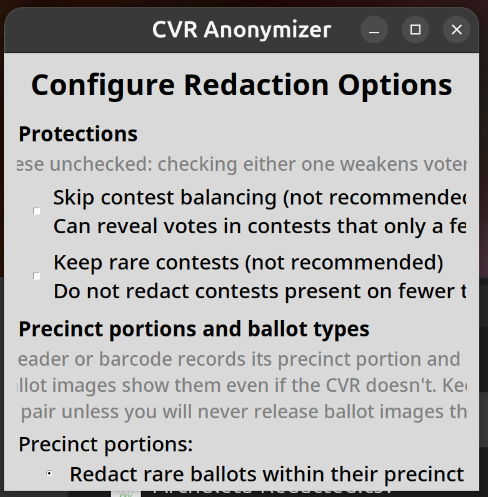 CVR Anonymizer
Configure Redaction Options
Protections
ese unchecked: checking either one weakens voter
Skip contest balancing (not recommended
Can reveal votes in contests that only a fe
Keep rare contests (not recommended)
Do not redact contests present on fewer t
Precinct portions and ballot types
eader or barcode records its precinct portion and
llot images show them even if the CVR doesn't. Kee
pair unless you will never release ballot images th
Precinct portions:
Redact rare ballots within their precinct